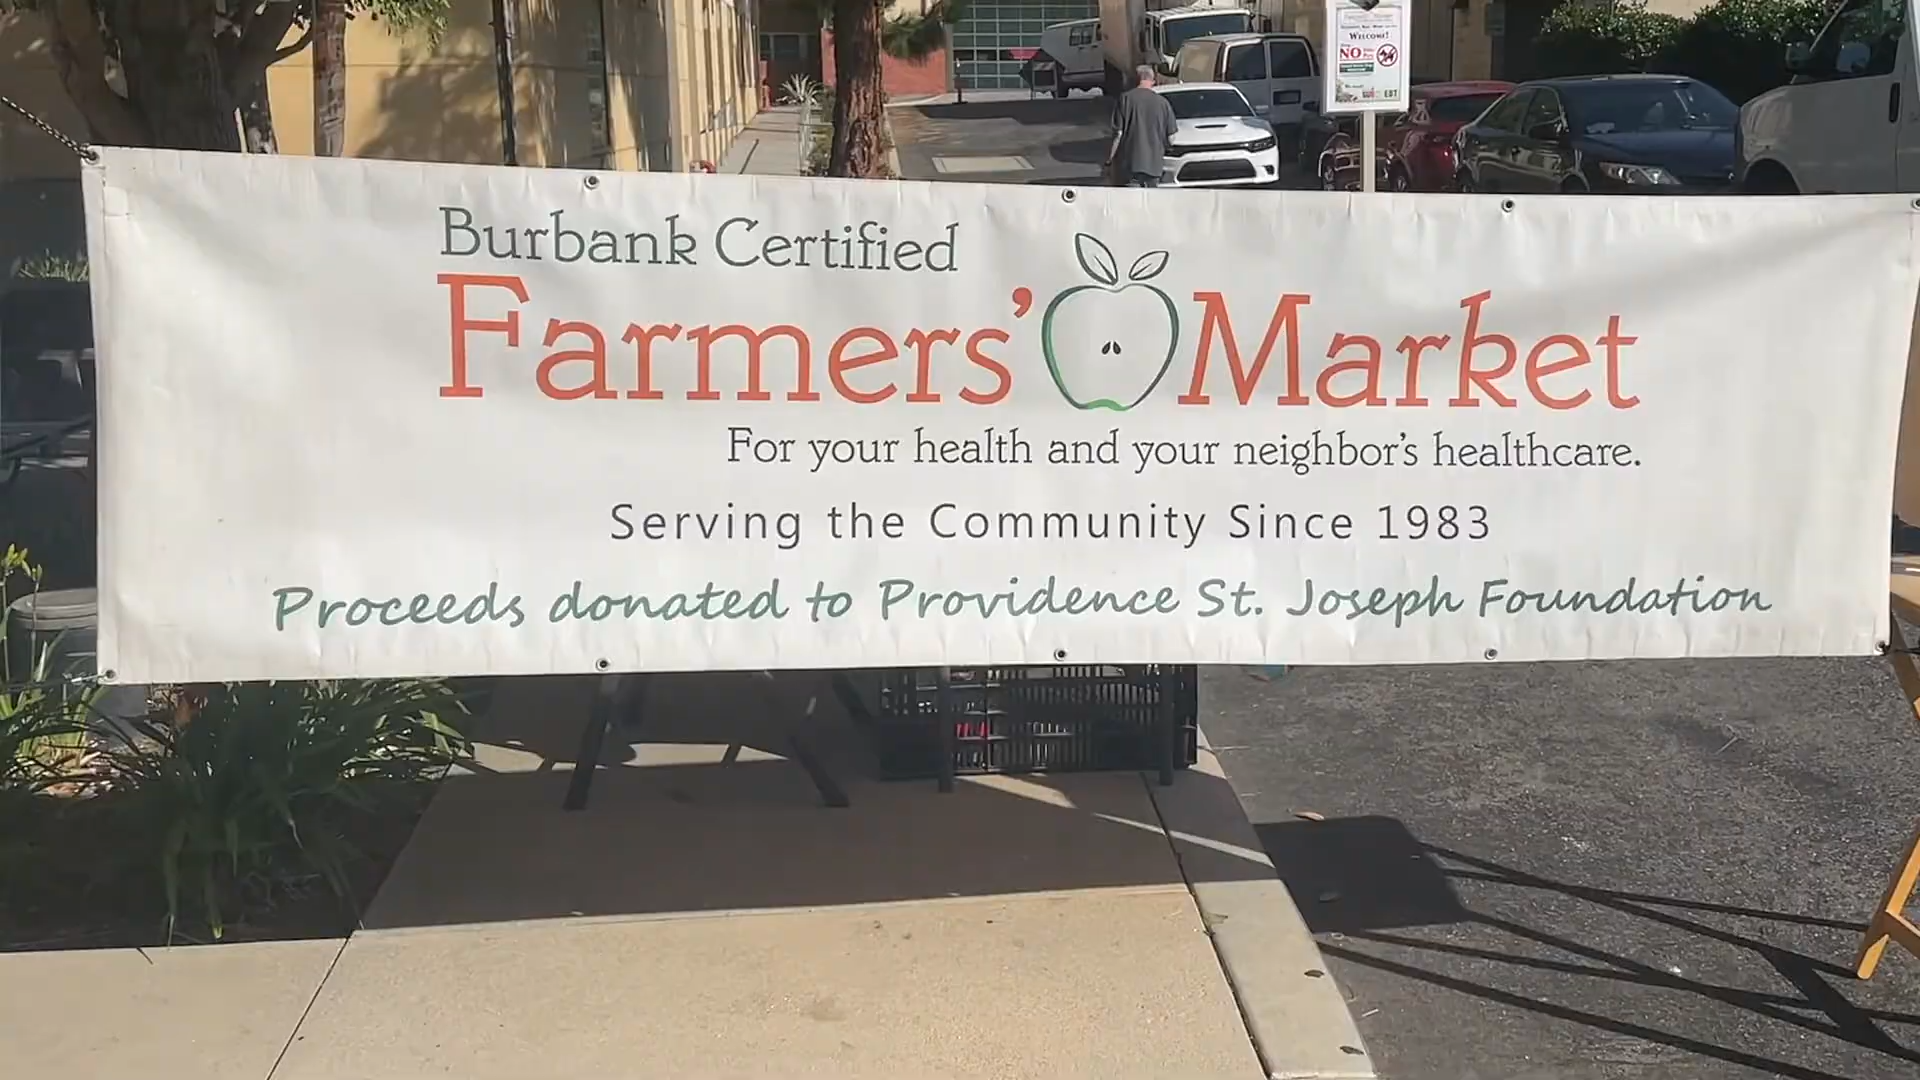 Burbank Certified
Farmers' Market
For your health and your neighbor's healthcare.
Serving the Community Since 1983
Proceeds donated to Providence St. Joseph Foundation
WELCOME!
NO
EBT